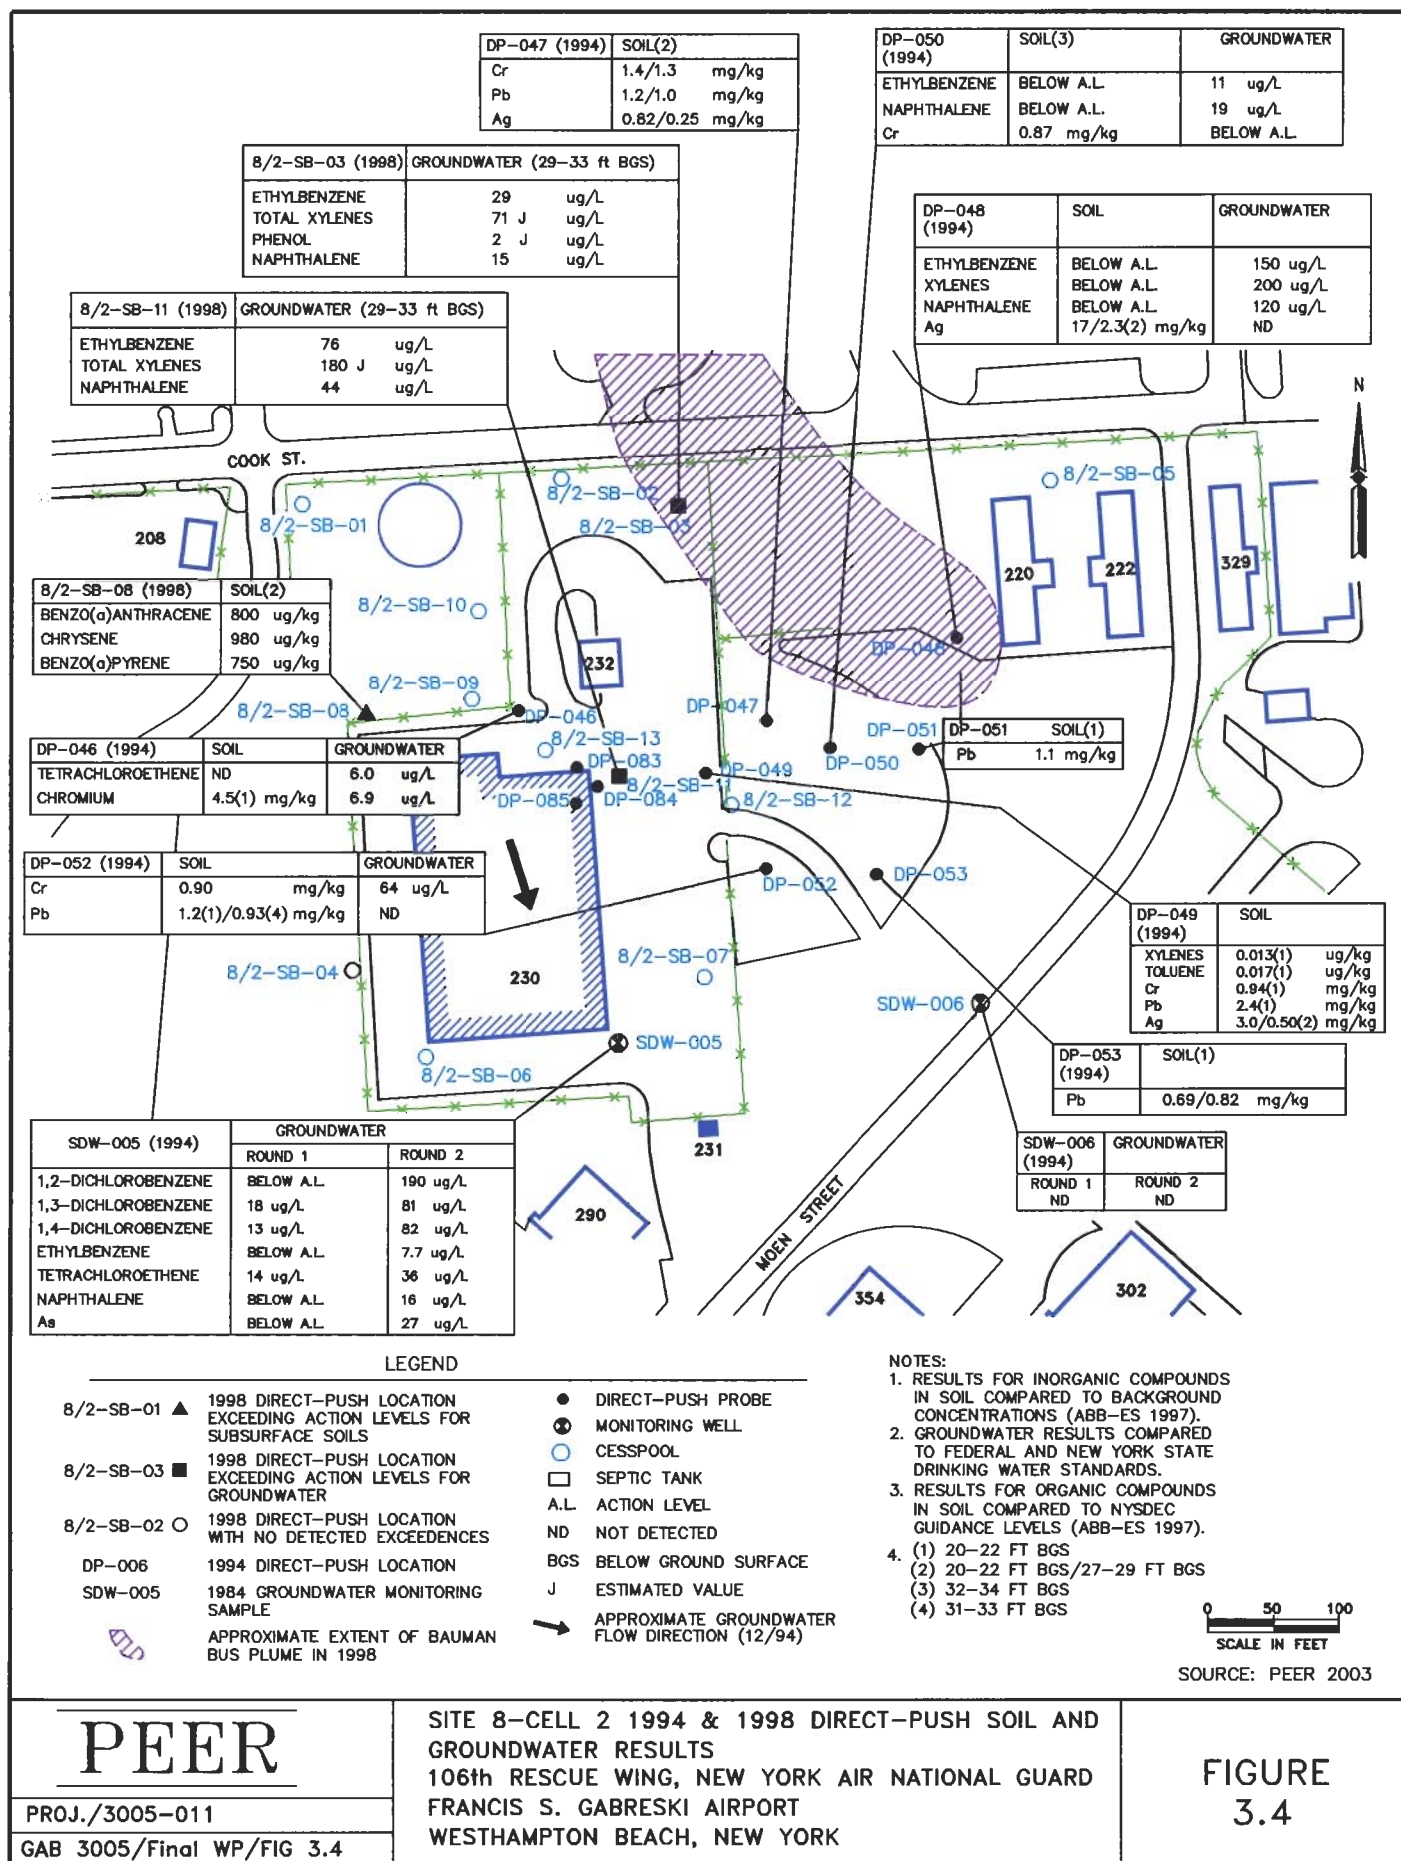 DP-047 (1994) SOIL(2)
Cr 1.4/1.3 mg/kg
Pb 1.2/1.0 mg/kg
Ag 0.82/0.25 mg/kg
DP-050 (1994) SOIL(3) GROUNDWATER
ETHYLBENZENE BELOW A.L. 11 ug/L
NAPHTHALENE BELOW A.L. 19 ug/L
Cr 0.87 mg/kg BELOW A.L.
8/2-SB-03 (1998) GROUNDWATER (29-33 ft BGS)
ETHYLBENZENE 29 ug/L
TOTAL XYLENES 71 J ug/L
PHENOL 2 J ug/L
NAPHTHALENE 15 ug/L
DP-048 (1994) SOIL GROUNDWATER
ETHYLBENZENE BELOW A.L. 150 ug/L
XYLENES BELOW A.L. 200 ug/L
NAPHTHALENE BELOW A.L. 120 ug/L
Ag 17/2.3(2) mg/kg ND
8/2-SB-11 (1998) GROUNDWATER (29-33 ft BGS)
ETHYLBENZENE 76 ug/L
TOTAL XYLENES 180 J ug/L
NAPHTHALENE 44 ug/L
N
COOK ST.
8/2-SB-01
8/2-SB-02
8/2-SB-03
8/2-SB-05
208
220
222
329
8/2-SB-08 (1998) SOIL(2)
BENZO(a)ANTHRACENE 800 ug/kg
CHRYSENE 980 ug/kg
BENZO(a)PYRENE 750 ug/kg
8/2-SB-10
232
DP-048
8/2-SB-09
8/2-SB-08
DP-046
DP-047
DP-051
DP-050
8/2-SB-13
DP-083
8/2-SB-11
DP-049
DP-085
DP-084
8/2-SB-12
DP-051 SOIL(1)
Pb 1.1 mg/kg
DP-046 (1994) SOIL GROUNDWATER
TETRACHLOROETHENE ND 6.0 ug/L
CHROMIUM 4.5(1) mg/kg 6.9 ug/L
DP-052 (1994) SOIL GROUNDWATER
Cr 0.90 mg/kg 64 ug/L
Pb 1.2(1)/0.93(4) mg/kg ND
DP-052
DP-053
DP-049 (1994) SOIL
XYLENES 0.013(1) ug/kg
TOLUENE 0.017(1) ug/kg
Cr 0.94(1) mg/kg
Pb 2.4(1) mg/kg
Ag 3.0/0.50(2) mg/kg
8/2-SB-04
230
8/2-SB-07
SDW-006
SDW-005
8/2-SB-06
DP-053 (1994) SOIL(1)
Pb 0.69/0.82 mg/kg
231
SDW-006 (1994) GROUNDWATER
ROUND 1 ROUND 2
ND ND
SDW-005 (1994) GROUNDWATER
ROUND 1 ROUND 2
1,2-DICHLOROBENZENE BELOW A.L. 190 ug/L
1,3-DICHLOROBENZENE 18 ug/L 81 ug/L
1,4-DICHLOROBENZENE 13 ug/L 82 ug/L
ETHYLBENZENE BELOW A.L. 7.7 ug/L
TETRACHLOROETHENE 14 ug/L 36 ug/L
NAPHTHALENE BELOW A.L. 16 ug/L
As BELOW A.L. 27 ug/L
290
MOEN STREET
354
302
LEGEND
8/2-SB-01 1998 DIRECT-PUSH LOCATION
EXCEEDING ACTION LEVELS FOR
SUBSURFACE SOILS
8/2-SB-03 1998 DIRECT-PUSH LOCATION
EXCEEDING ACTION LEVELS FOR
GROUNDWATER
8/2-SB-02 1998 DIRECT-PUSH LOCATION
WITH NO DETECTED EXCEEDENCES
DP-006 1994 DIRECT-PUSH LOCATION
SDW-005 1984 GROUNDWATER MONITORING
SAMPLE
APPROXIMATE EXTENT OF BAUMAN
BUS PLUME IN 1998
DIRECT-PUSH PROBE
MONITORING WELL
CESSPOOL
SEPTIC TANK
A.L. ACTION LEVEL
ND NOT DETECTED
BGS BELOW GROUND SURFACE
J ESTIMATED VALUE
APPROXIMATE GROUNDWATER
FLOW DIRECTION (12/94)
NOTES:
1. RESULTS FOR INORGANIC COMPOUNDS
IN SOIL COMPARED TO BACKGROUND
CONCENTRATIONS (ABB-ES 1997).
2. GROUNDWATER RESULTS COMPARED
TO FEDERAL AND NEW YORK STATE
DRINKING WATER STANDARDS.
3. RESULTS FOR ORGANIC COMPOUNDS
IN SOIL COMPARED TO NYSDEC
GUIDANCE LEVELS (ABB-ES 1997).
4. (1) 20-22 FT BGS
(2) 20-22 FT BGS/27-29 FT BGS
(3) 32-34 FT BGS
(4) 31-33 FT BGS
0 50 100
SCALE IN FEET
SOURCE: PEER 2003
PEER
PROJ./3005-011
GAB 3005/Final WP/FIG 3.4
SITE 8-CELL 2 1994 & 1998 DIRECT-PUSH SOIL AND
GROUNDWATER RESULTS
106th RESCUE WING, NEW YORK AIR NATIONAL GUARD
FRANCIS S. GABRESKI AIRPORT
WESTHAMPTON BEACH, NEW YORK
FIGURE
3.4